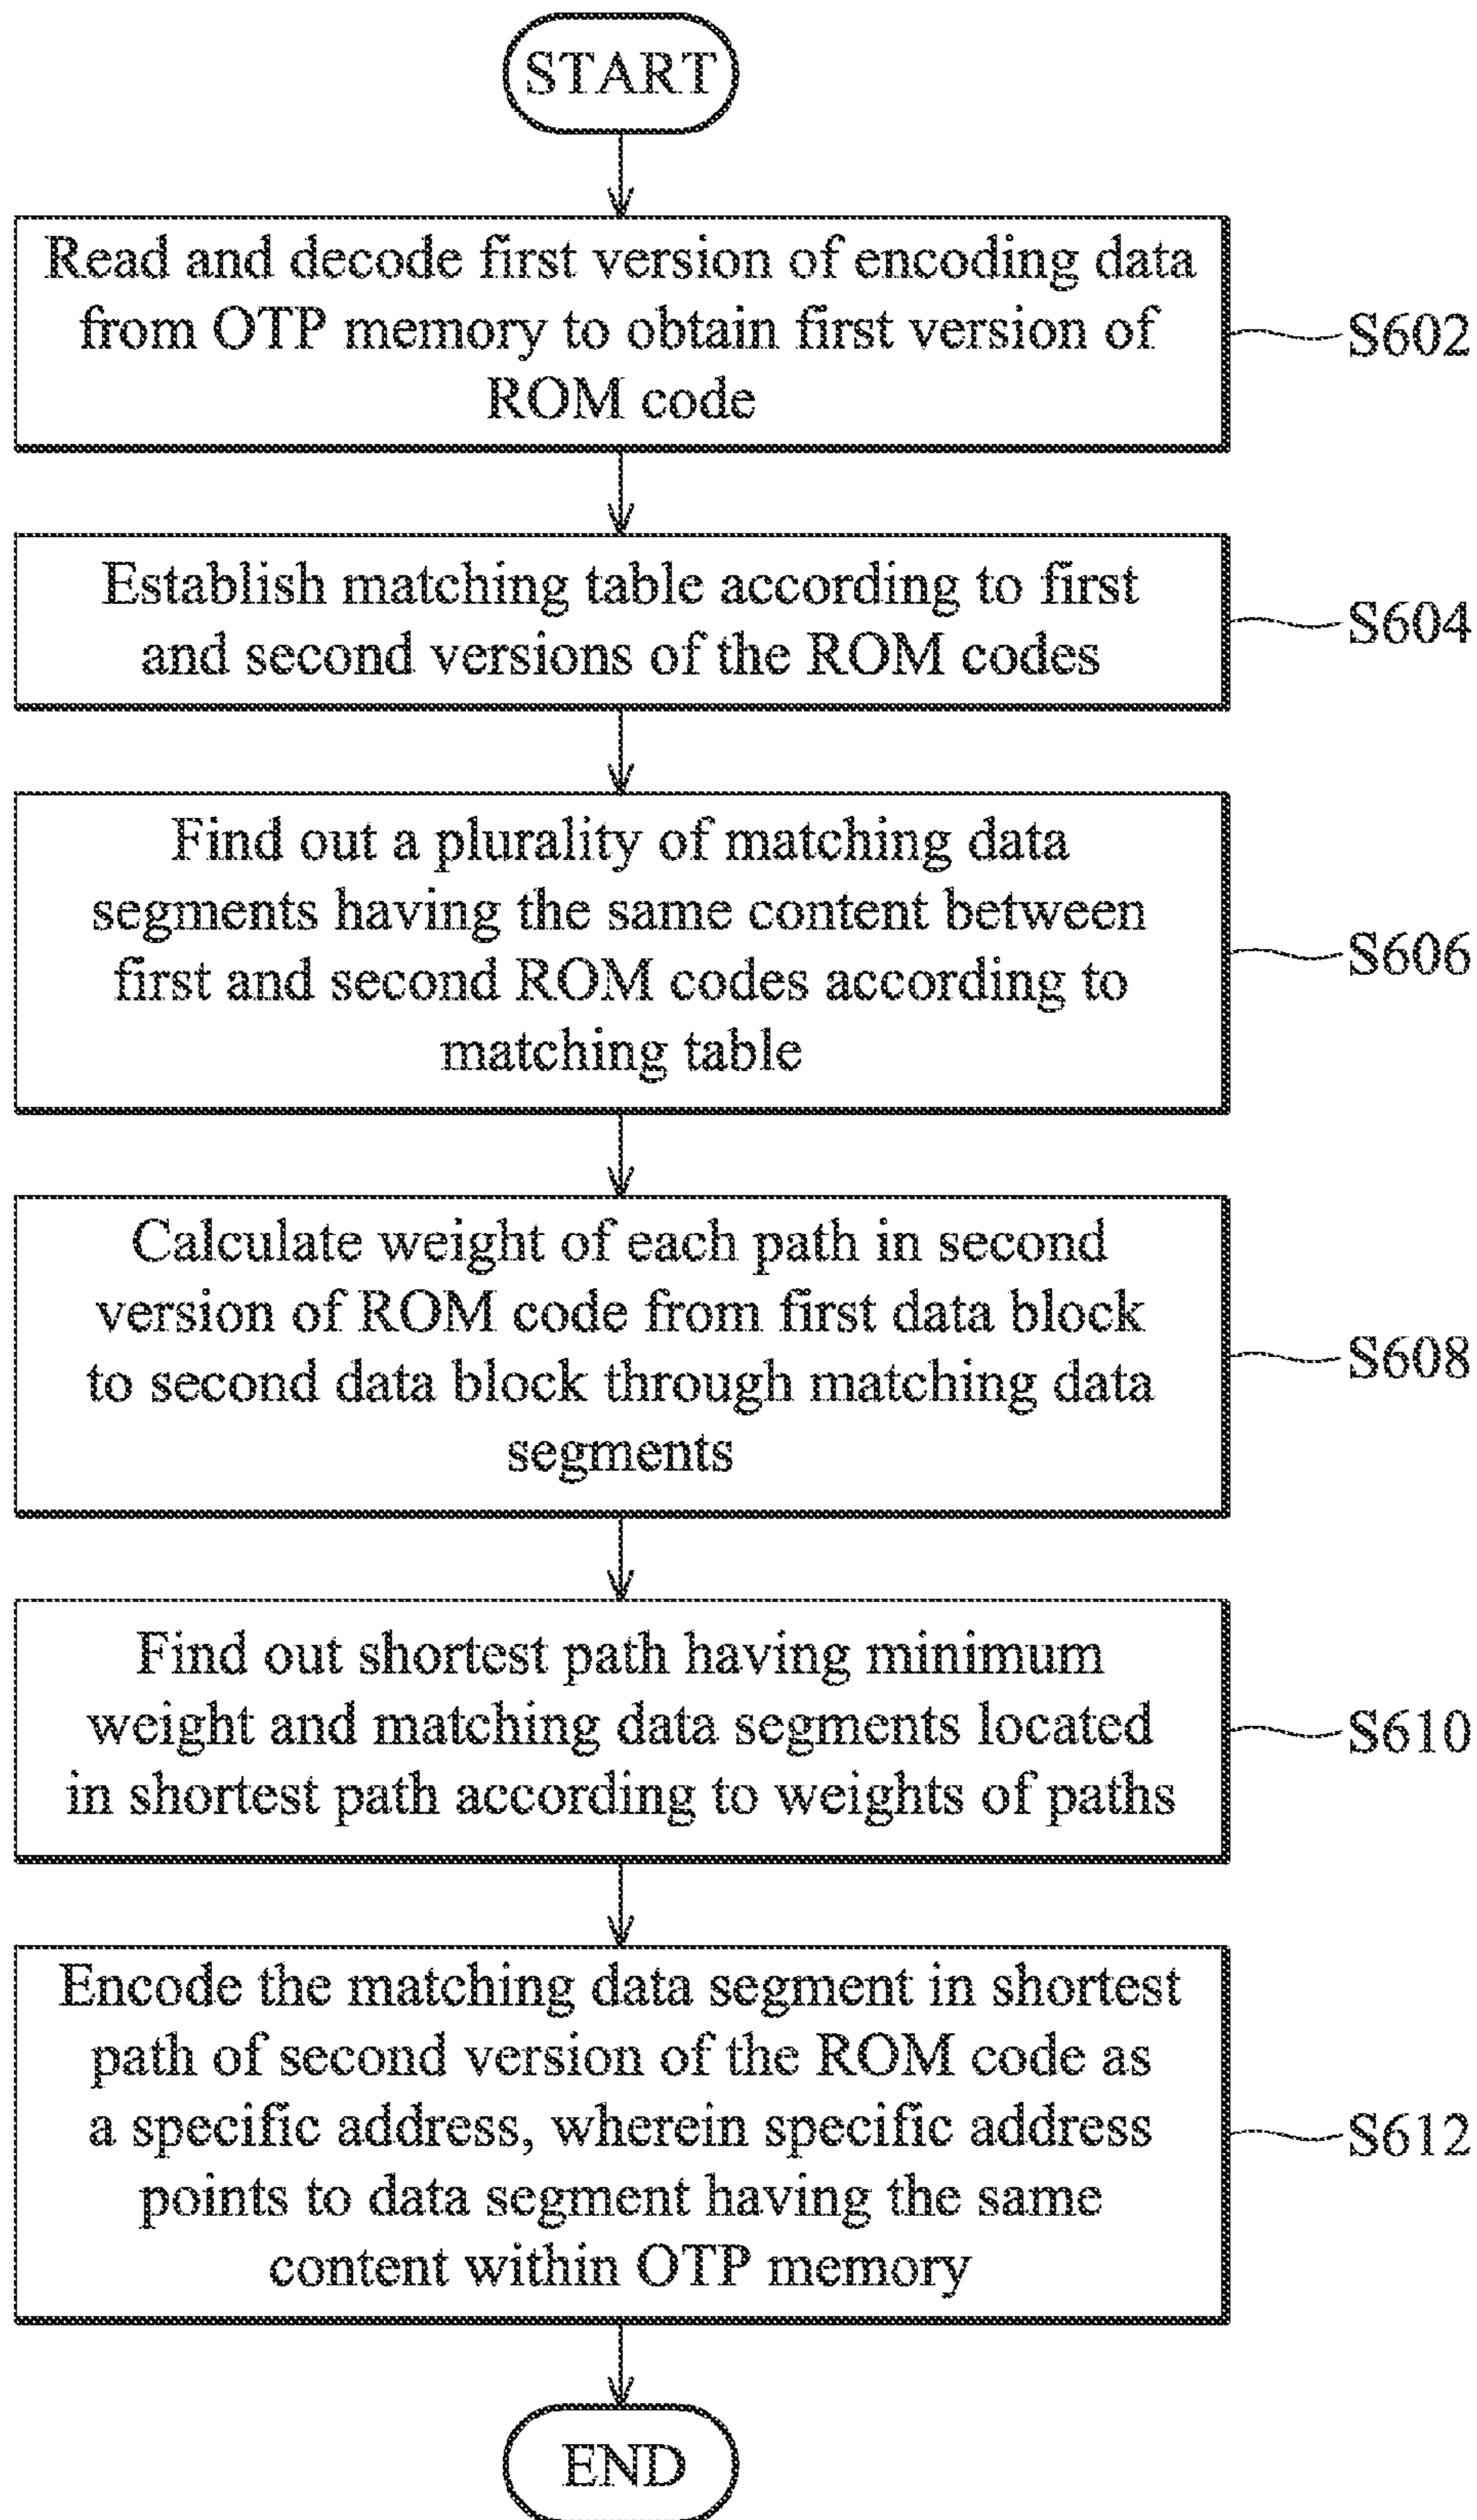 START
Read and decode first version of encoding data
from OTP memory to obtain first version of
ROM code
S602
Establish matching table according to first
and second versions of the ROM codes
S604
Find out a plurality of matching data
segments having the same content between
first and second ROM codes according to
matching table
S606
Calculate weight of each path in second
version of ROM code from first data block
to second data block through matching data
segments
S608
Find out shortest path having minimum
weight and matching data segments located
in shortest path according to weights of paths
S610
Encode the matching data segment in shortest
path of second version of the ROM code as
a specific address, wherein specific address
points to data segment having the same
content within OTP memory
S612
END